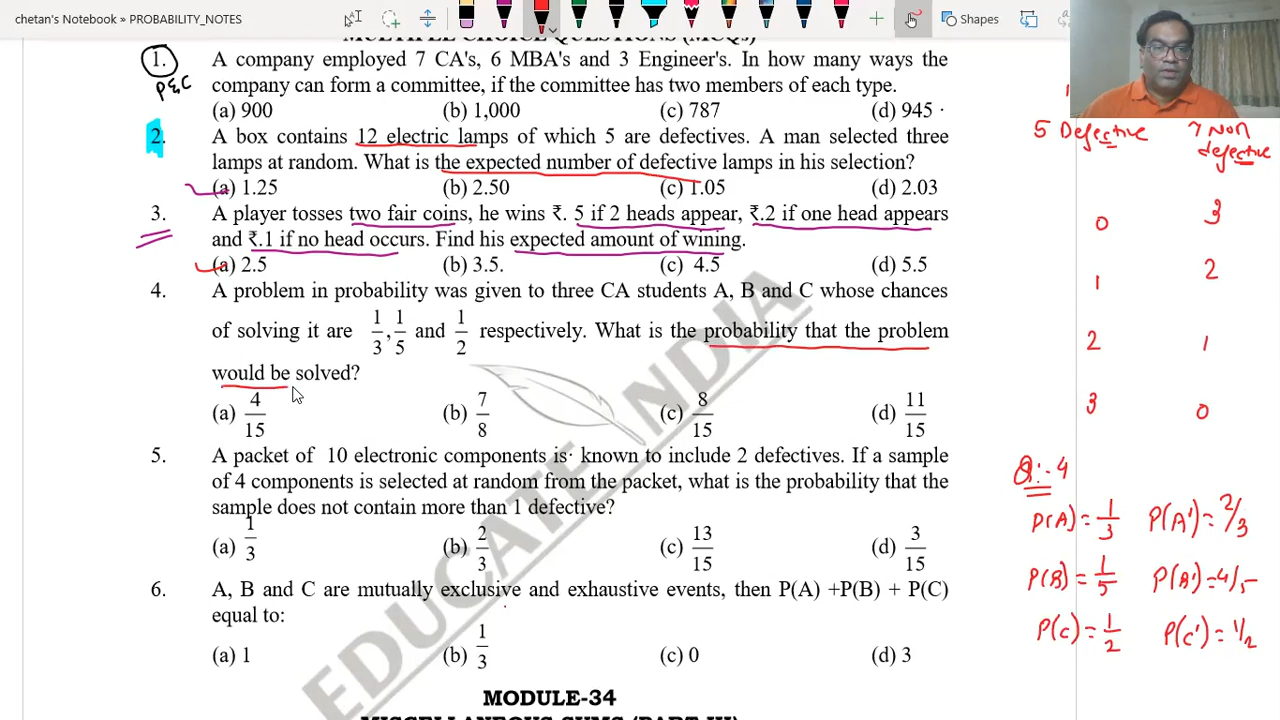 chetan's Notebook » PROBABILITY_NOTES
Shapes
MULTIPLE CHOICE QUESTIONS (MCQs)
1. A company employed 7 CA's, 6 MBA's and 3 Engineer's. In how many ways the
P&C company can form a committee, if the committee has two members of each type.
(a) 900 (b) 1,000 (c) 787 (d) 945
2. A box contains 12 electric lamps of which 5 are defectives. A man selected three
lamps at random. What is the expected number of defective lamps in his selection?
(a) 1.25 (b) 2.50 (c) 1.05 (d) 2.03
3. A player tosses two fair coins, he wins ₹. 5 if 2 heads appear, ₹.2 if one head appears
and ₹.1 if no head occurs. Find his expected amount of wining.
(a) 2.5 (b) 3.5. (c) 4.5 (d) 5.5
4. A problem in probability was given to three CA students A, B and C whose chances
of solving it are 1/3, 1/5 and 1/2 respectively. What is the probability that the problem
would be solved?
(a) 4/15 (b) 7/8 (c) 8/15 (d) 11/15
5. A packet of 10 electronic components is known to include 2 defectives. If a sample
of 4 components is selected at random from the packet, what is the probability that the
sample does not contain more than 1 defective?
(a) 1/3 (b) 2/3 (c) 13/15 (d) 3/15
6. A, B and C are mutually exclusive and exhaustive events, then P(A) +P(B) + P(C)
equal to:
(a) 1 (b) 1/3 (c) 0 (d) 3
MODULE-34
MISCELLANEOUS SUMS (PART-III)
EDUCATE INDIA
5 Defective 7 Non
defective
0 3
1 2
2 1
3 0
Q:-4
P(A)=1/3 P(A')=2/3
P(B)=1/5 P(B')=4/5
P(C)=1/2 P(C')=1/2